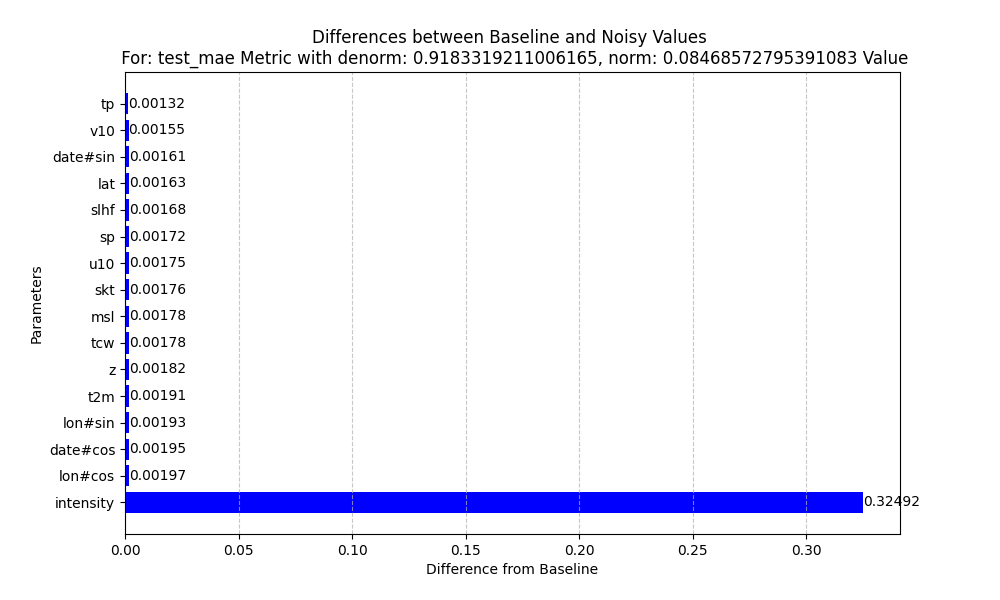 Differences between Baseline and Noisy Values
For: test_mae Metric with denorm: 0.9183319211006165, norm: 0.08468572795391083 Value
Parameters
tp 0.00132
v10 0.00155
date#sin 0.00161
lat 0.00163
slhf 0.00168
sp 0.00172
u10 0.00175
skt 0.00176
msl 0.00178
tcw 0.00178
z 0.00182
t2m 0.00191
lon#sin 0.00193
date#cos 0.00195
lon#cos 0.00197
intensity 0.32492
0.00 0.05 0.10 0.15 0.20 0.25 0.30
Difference from Baseline